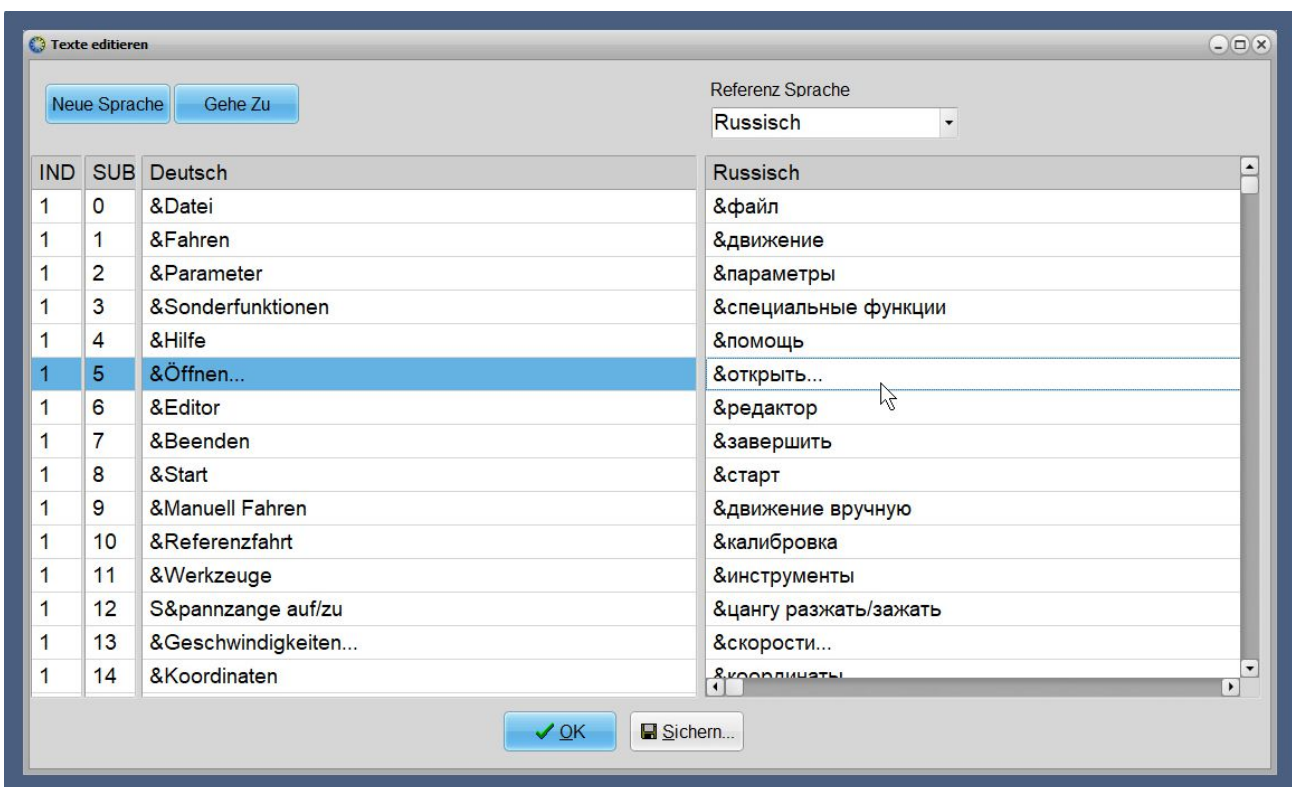 Texte editieren
Neue Sprache Gehe Zu
Referenz Sprache
Russisch
IND SUB Deutsch Russisch
1 0 &Datei &файл
1 1 &Fahren &движение
1 2 &Parameter &параметры
1 3 &Sonderfunktionen &специальные функции
1 4 &Hilfe &помощь
1 5 &Öffnen... &открыть...
1 6 &Editor &редактор
1 7 &Beenden &завершить
1 8 &Start &старт
1 9 &Manuell Fahren &движение вручную
1 10 &Referenzfahrt &калибровка
1 11 &Werkzeuge &инструменты
1 12 S&pannzange auf/zu &цангу разжать/зажать
1 13 &Geschwindigkeiten... &скорости...
1 14 &Koordinaten &координаты
OK Sichern...